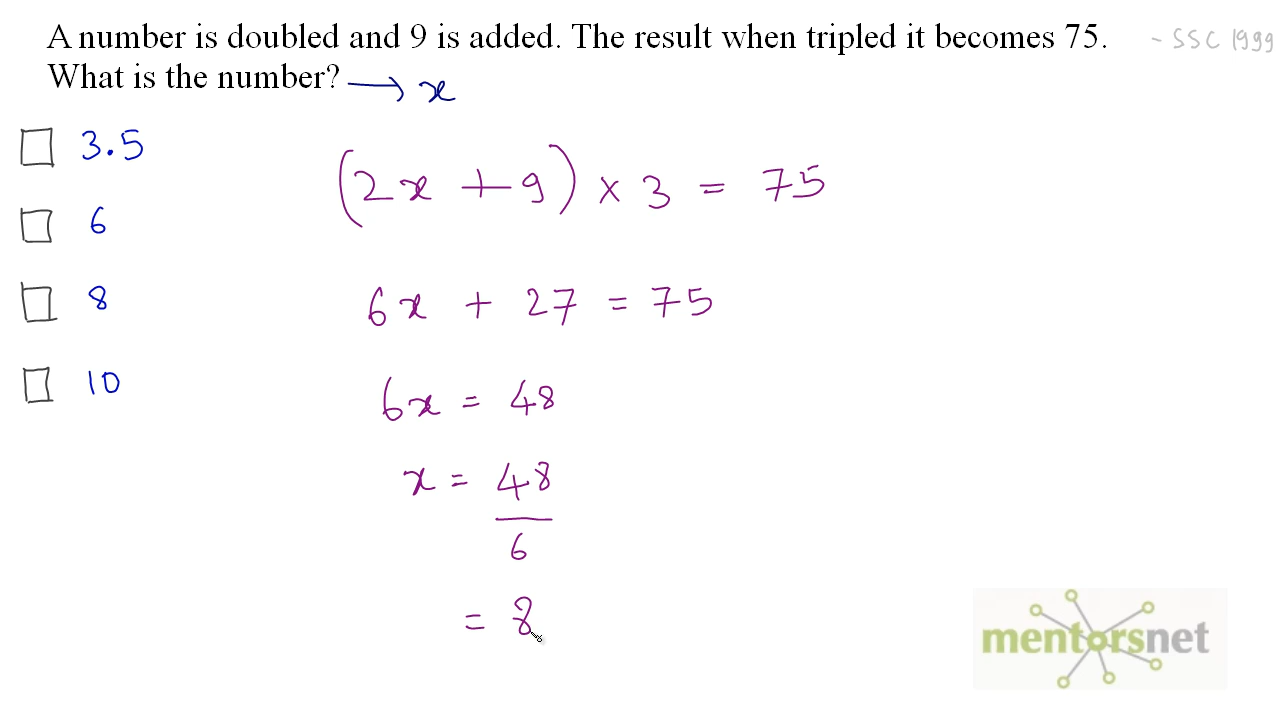 A number is doubled and 9 is added. The result when tripled it becomes 75. - SSC 1999
What is the number? → x
3.5
6
8
10
(2x + 9) × 3 = 75
6x + 27 = 75
6x = 48
x = 48
6
= 8
mentorsnet